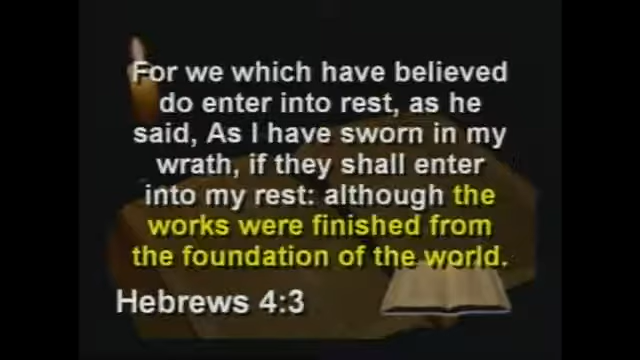 For we which have believed
do enter into rest, as he
said, As I have sworn in my
wrath, if they shall enter
into my rest: although the
works were finished from
the foundation of the world.
Hebrews 4:3